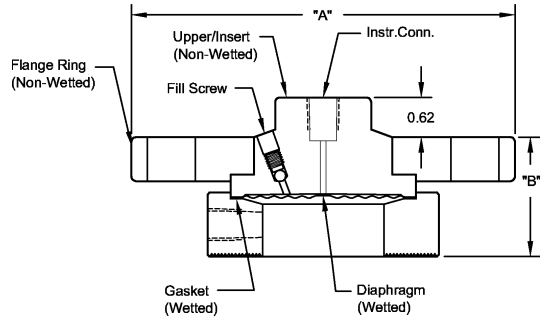 "A"
Upper/Insert
(Non-Wetted)
Instr.Conn.
Flange Ring
(Non-Wetted)
Fill Screw
0.62
"B"
Gasket
(Wetted)
Diaphragm
(Wetted)